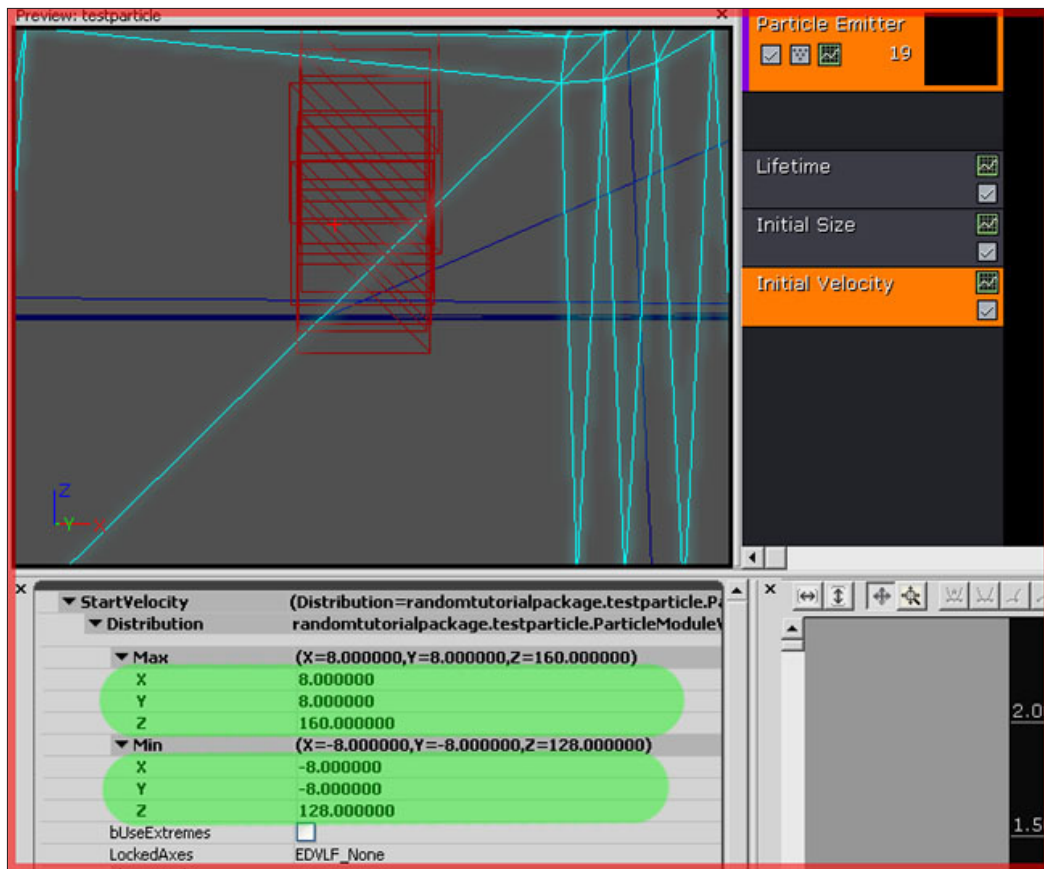 Preview: testparticle
Particle Emitter
19
Lifetime
Initial Size
Initial Velocity
Z
Y
X
StartVelocity (Distribution=randomtutorialpackage.testparticle.Pa
Distribution randomtutorialpackage.testparticle.ParticleModule
Max (X=8.000000,Y=8.000000,Z=160.000000)
X 8.000000
Y 8.000000
Z 160.000000
Min (X=-8.000000,Y=-8.000000,Z=128.000000)
X -8.000000
Y -8.000000
Z 128.000000
bUseExtremes
LockedAxes EDVLF_None
2.0
1.5